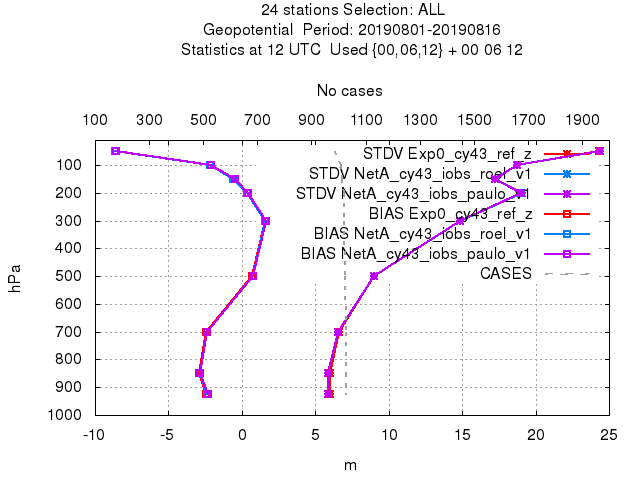 24 stations Selection: ALL
Geopotential  Period: 20190801-20190816
Statistics at 12 UTC  Used {00,06,12} + 00 06 12
No cases
100 300 500 700 900 1100 1300 1500 1700 1900
STDV Exp0_cy43_ref_z
STDV NetA_cy43_iobs_roel_v1
STDV NetA_cy43_iobs_paulo_v1
BIAS Exp0_cy43_ref_z
BIAS NetA_cy43_iobs_roel_v1
BIAS NetA_cy43_iobs_paulo_v1
CASES
100
200
300
400
500
600
700
800
900
1000
hPa
-10 -5 0 5 10 15 20 25
m